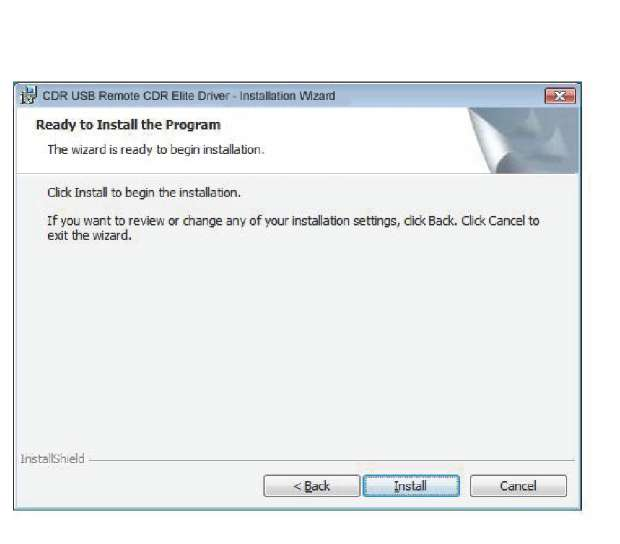 CDR USB Remote CDR Elite Driver - Installation Wizard
Ready to Install the Program
The wizard is ready to begin installation.
Click Install to begin the installation.
If you want to review or change any of your installation settings, click Back. Click Cancel to
exit the wizard.
InstallShield
< Back Install Cancel